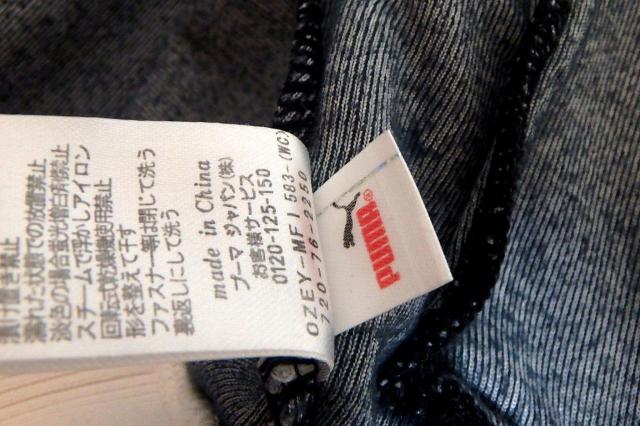 漬け置き禁止
濡れた状態での放置禁止
淡色の場合蛍光増白剤禁止
スチームで浮かしアイロン
回転式乾燥機使用禁止
形を整えて干す
ファスナー類は閉じて洗う
裏返しにして洗う
made in China
プーマ ジャパン(株)
お客様サービス
0120-125-150
OZEY-MF1583-(WC)
720-76-2250
PUMA